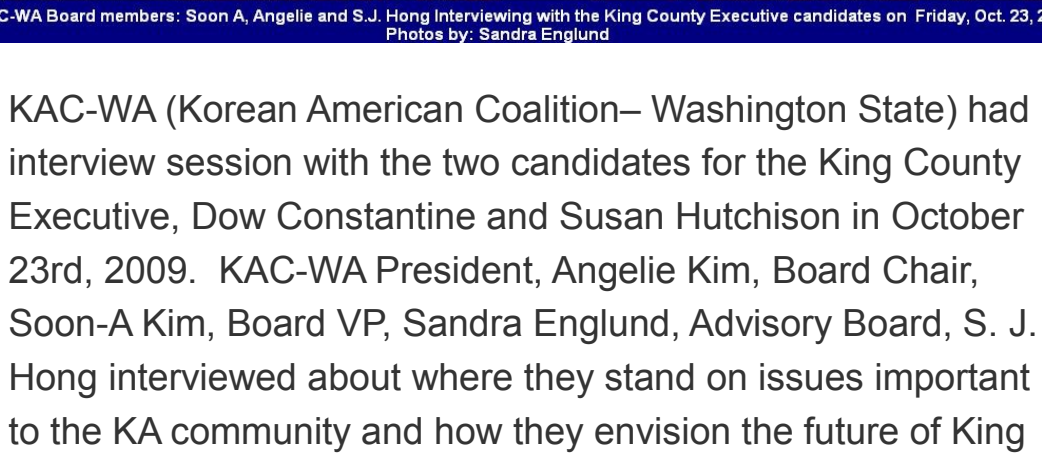 C-WA Board members: Soon A, Angelie and S.J. Hong Interviewing with the King County Executive candidates on Friday, Oct. 23, 2
Photos by: Sandra Englund
KAC-WA (Korean American Coalition– Washington State) had
interview session with the two candidates for the King County
Executive, Dow Constantine and Susan Hutchison in October
23rd, 2009. KAC-WA President, Angelie Kim, Board Chair,
Soon-A Kim, Board VP, Sandra Englund, Advisory Board, S. J.
Hong interviewed about where they stand on issues important
to the KA community and how they envision the future of King